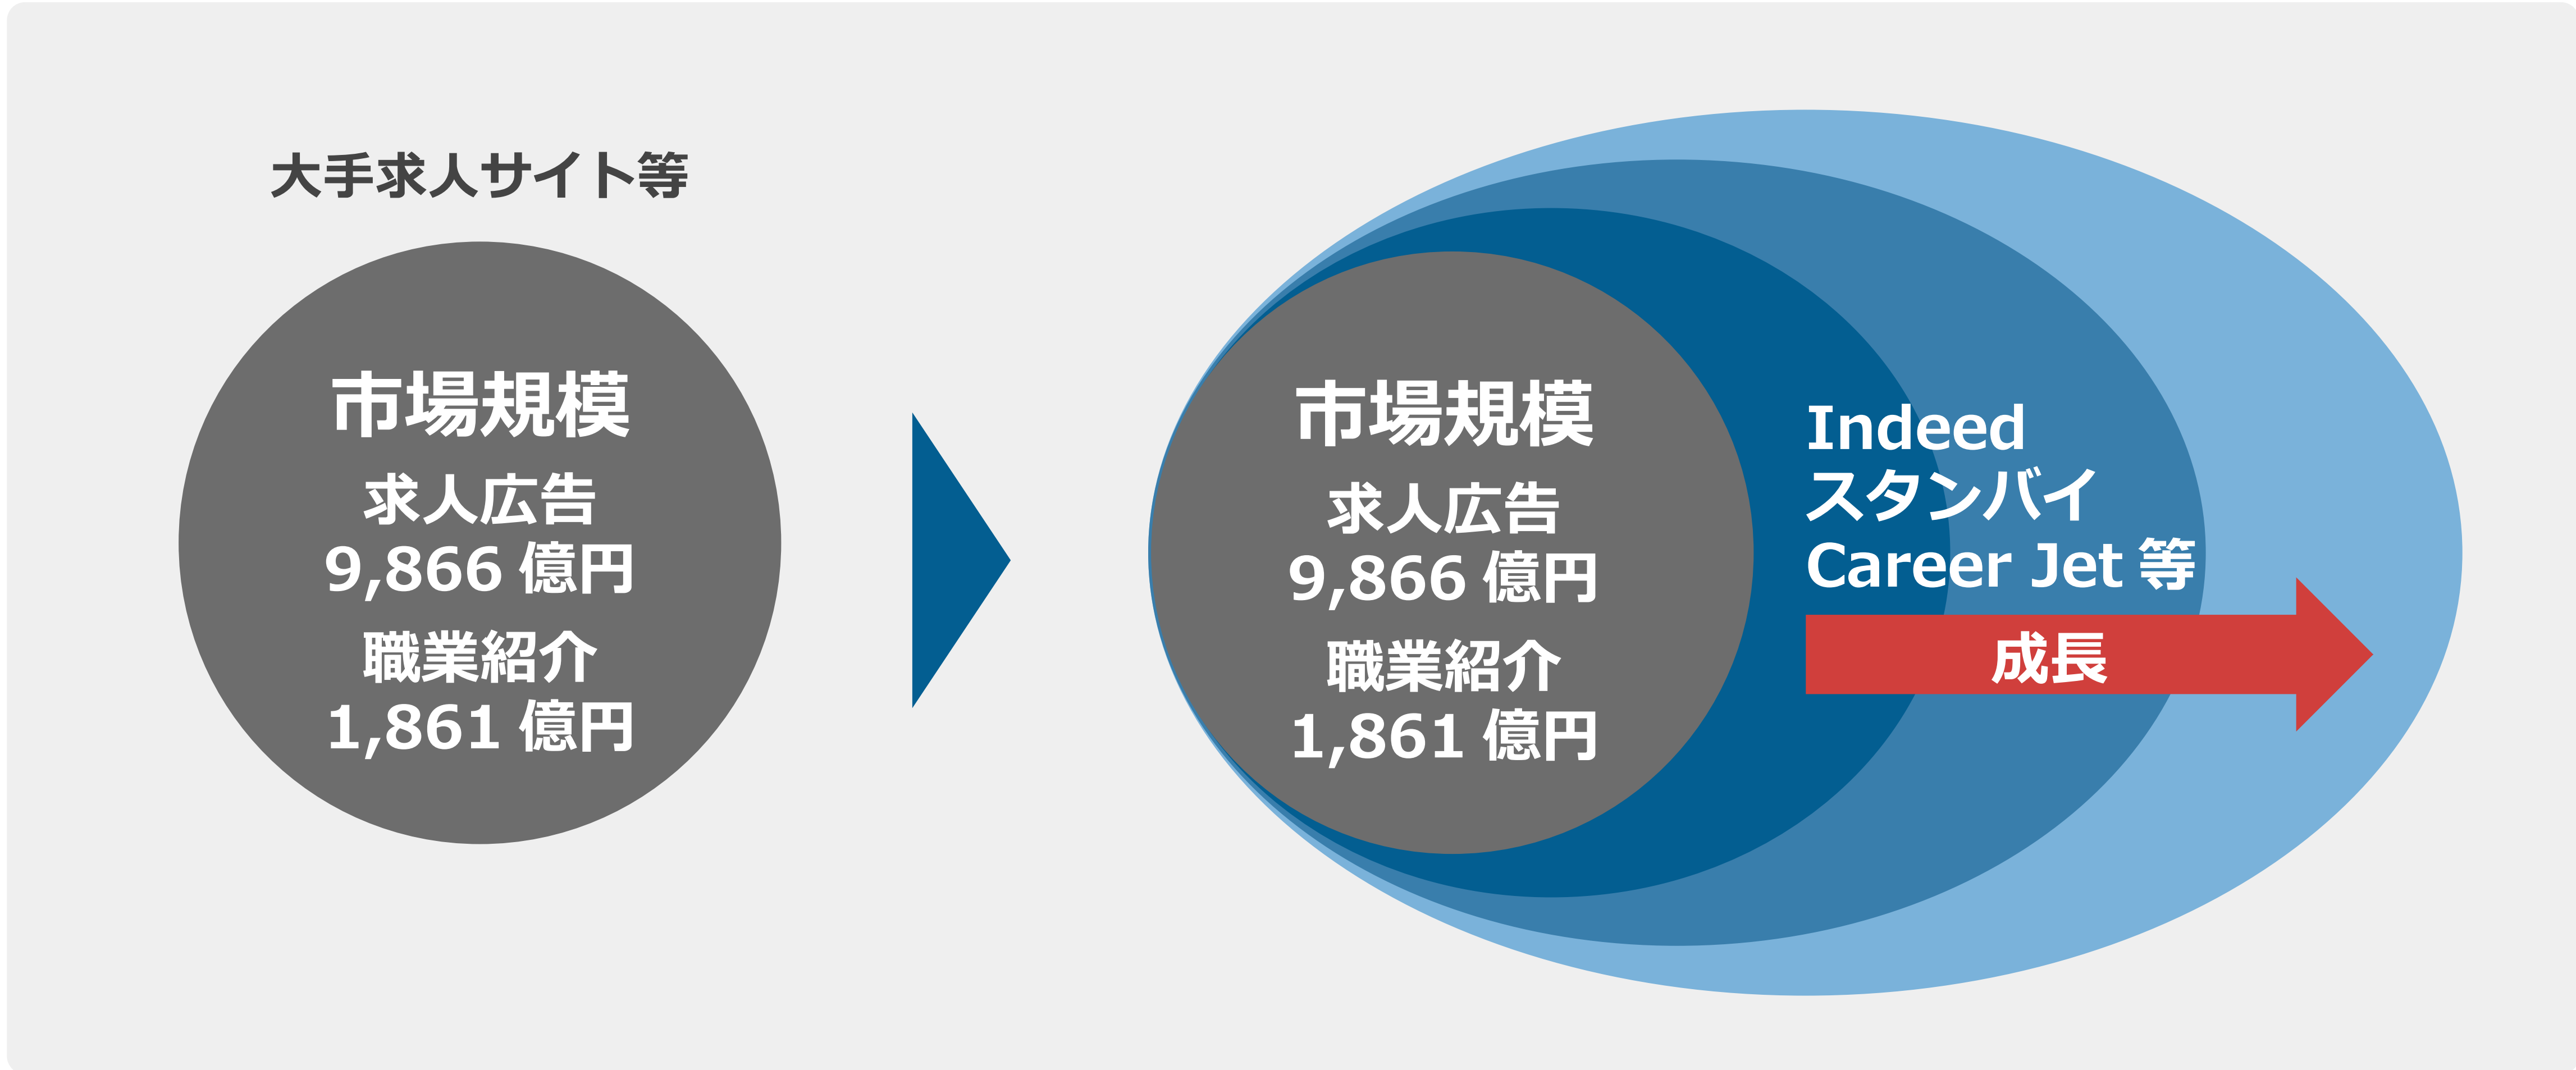 大手求人サイト等
市場規模
求人広告
9,866 億円
職業紹介
1,861 億円
市場規模
求人広告
9,866 億円
職業紹介
1,861 億円
Indeed
スタンバイ
Career Jet 等
成長